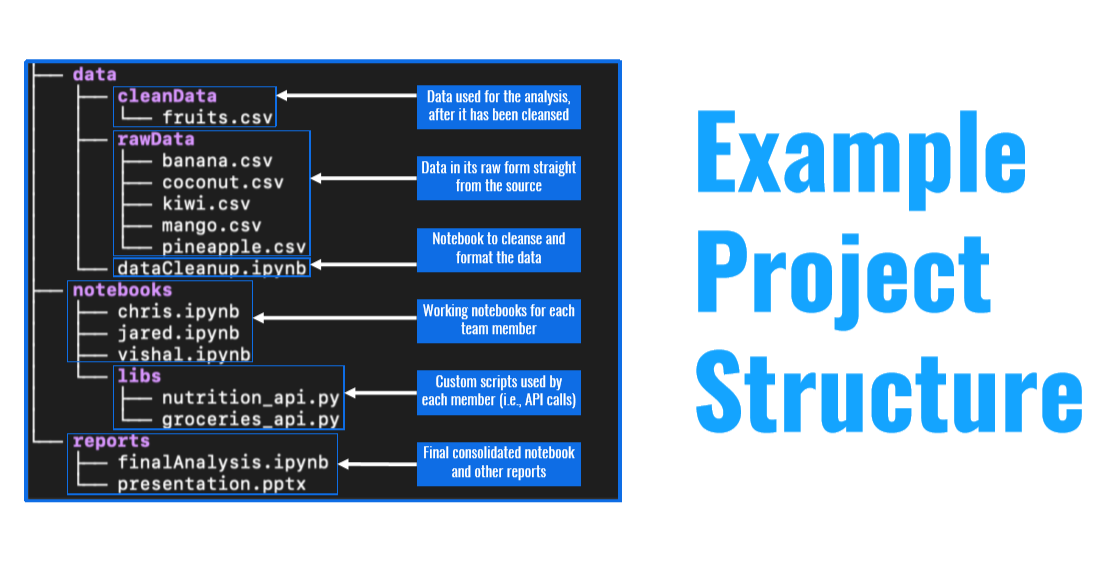 data
cleanData
fruits.csv
rawData
banana.csv
coconut.csv
kiwi.csv
mango.csv
pineapple.csv
dataCleanup.ipynb
notebooks
chris.ipynb
jared.ipynb
vishal.ipynb
libs
nutrition_api.py
groceries_api.py
reports
finalAnalysis.ipynb
presentation.pptx
Data used for the analysis,
after it has been cleansed
Data in its raw form straight
from the source
Notebook to cleanse and
format the data
Working notebooks for each
team member
Custom scripts used by
each member (i.e., API calls)
Final consolidated notebook
and other reports
Example
Project
Structure